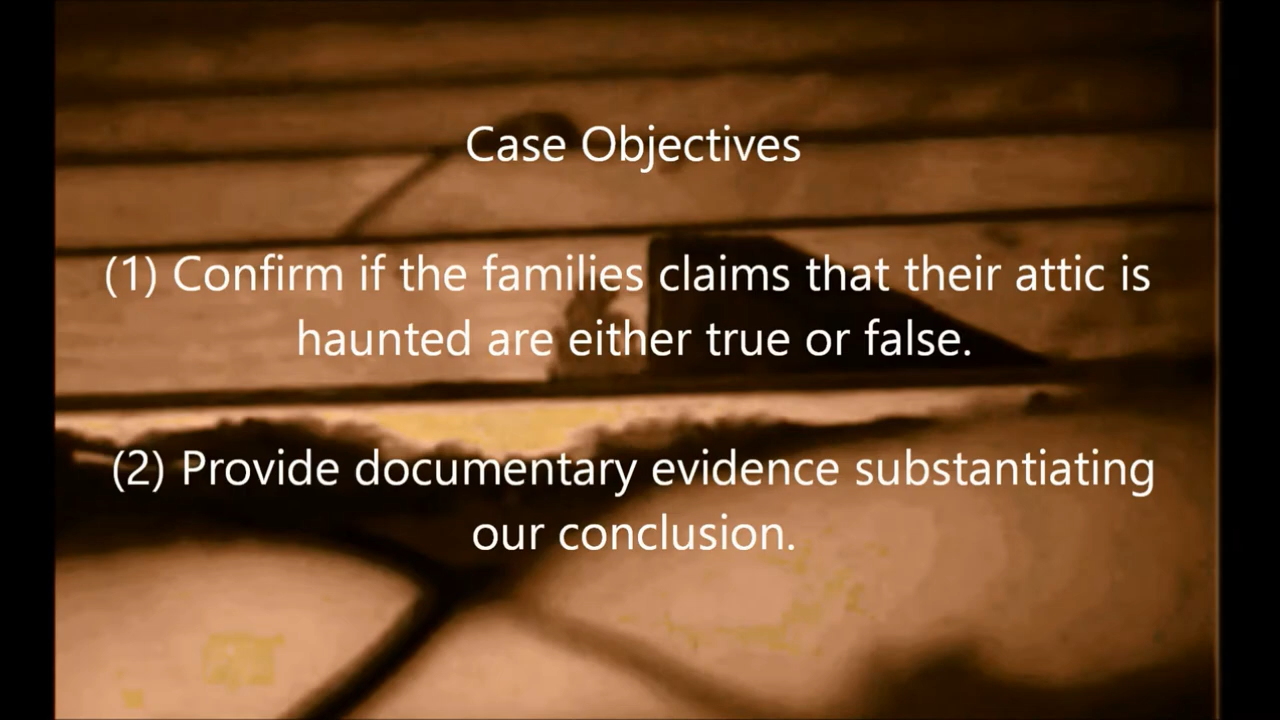 Case Objectives
(1) Confirm if the families claims that their attic is
haunted are either true or false.
(2) Provide documentary evidence substantiating
our conclusion.